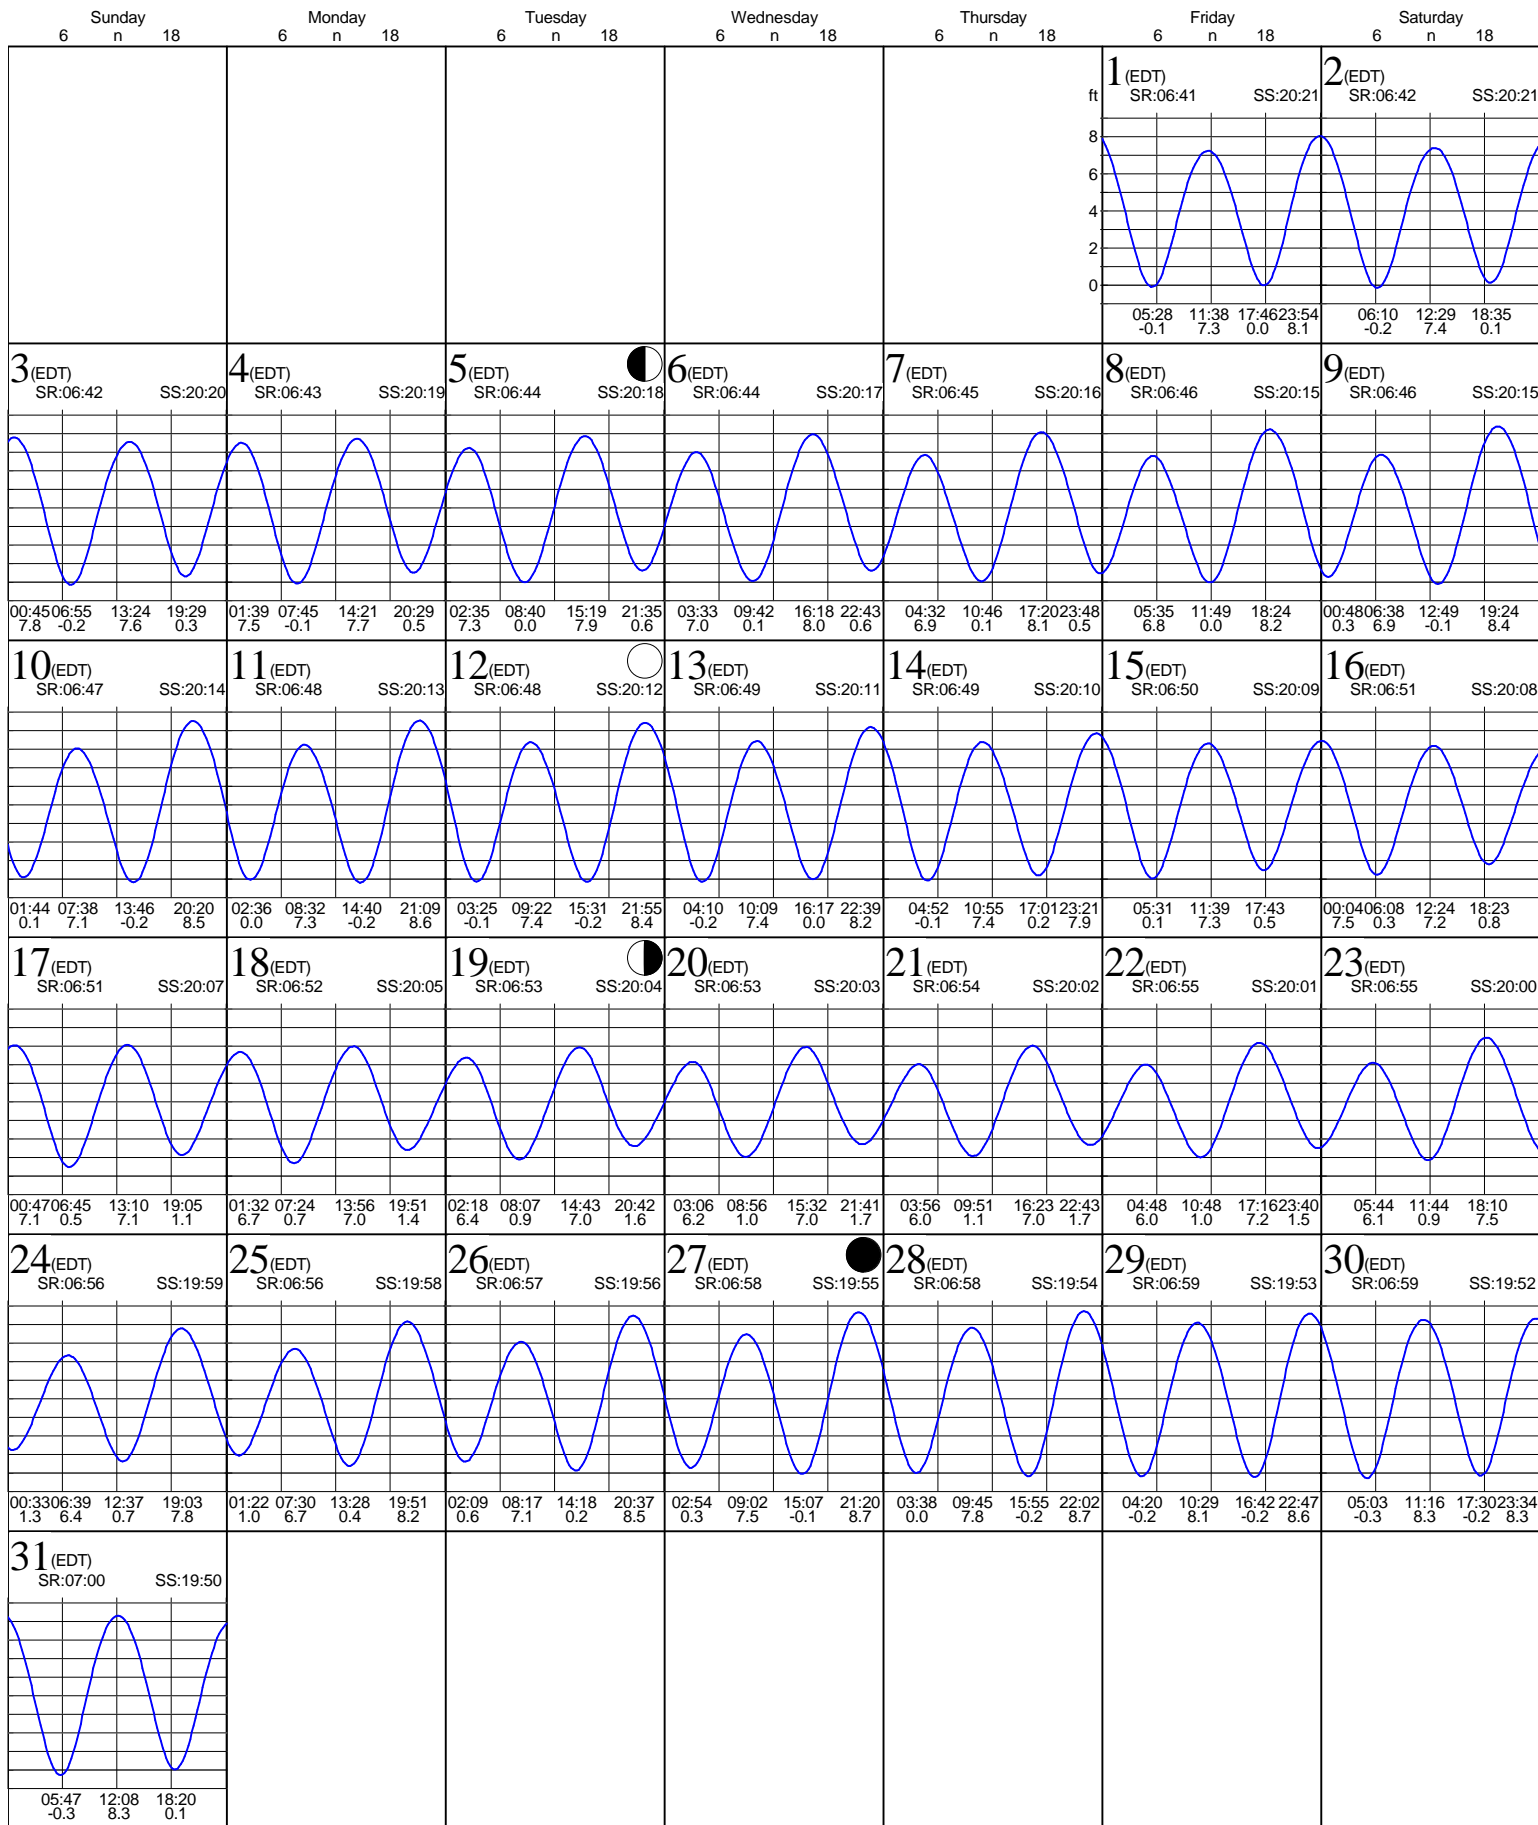 Sunday Monday Tuesday Wednesday Thursday Friday Saturday
6 n 18 6 n 18 6 n 18 6 n 18 6 n 18 6 n 18 6 n 18
1(EDT) 2(EDT)
ft SR:06:41 SS:20:21 SR:06:42 SS:20:21
8
6
4
2
0
05:28 11:38 17:46 23:54 06:10 12:29 18:35
-0.1 7.3 0.0 8.1 -0.2 7.4 0.1
3(EDT) 4(EDT) 5(EDT) 6(EDT) 7(EDT) 8(EDT) 9(EDT)
SR:06:42 SS:20:20 SR:06:43 SS:20:19 SR:06:44 SS:20:18 SR:06:44 SS:20:17 SR:06:45 SS:20:16 SR:06:46 SS:20:15 SR:06:46 SS:20:15
00:45 06:55 13:24 19:29 01:39 07:45 14:21 20:29 02:35 08:40 15:19 21:35 03:33 09:42 16:18 22:43 04:32 10:46 17:20 23:48 05:35 11:49 18:24 00:48 06:38 12:49 19:24
7.8 -0.2 7.6 0.3 7.5 -0.1 7.7 0.5 7.3 0.0 7.9 0.6 7.0 0.1 8.0 0.6 6.9 0.1 8.1 0.5 6.8 0.0 8.2 0.3 6.9 -0.1 8.4
10(EDT) 11(EDT) 12(EDT) 13(EDT) 14(EDT) 15(EDT) 16(EDT)
SR:06:47 SS:20:14 SR:06:48 SS:20:13 SR:06:48 SS:20:12 SR:06:49 SS:20:11 SR:06:49 SS:20:10 SR:06:50 SS:20:09 SR:06:51 SS:20:08
01:44 07:38 13:46 20:20 02:36 08:32 14:40 21:09 03:25 09:22 15:31 21:55 04:10 10:09 16:17 22:39 04:52 10:55 17:01 23:21 05:31 11:39 17:43 00:04 06:08 12:24 18:23
0.1 7.1 -0.2 8.5 0.0 7.3 -0.2 8.6 -0.1 7.4 -0.2 8.4 -0.2 7.4 0.0 8.2 -0.1 7.4 0.2 7.9 0.1 7.3 0.5 7.5 0.3 7.2 0.8
17(EDT) 18(EDT) 19(EDT) 20(EDT) 21(EDT) 22(EDT) 23(EDT)
SR:06:51 SS:20:07 SR:06:52 SS:20:05 SR:06:53 SS:20:04 SR:06:53 SS:20:03 SR:06:54 SS:20:02 SR:06:55 SS:20:01 SR:06:55 SS:20:00
00:47 06:45 13:10 19:05 01:32 07:24 13:56 19:51 02:18 08:07 14:43 20:42 03:06 08:56 15:32 21:41 03:56 09:51 16:23 22:43 04:48 10:48 17:16 23:40 05:44 11:44 18:10
7.1 0.5 7.1 1.1 6.7 0.7 7.0 1.4 6.4 0.9 7.0 1.6 6.2 1.0 7.0 1.7 6.0 1.1 7.0 1.7 6.0 1.0 7.2 1.5 6.1 0.9 7.5
24(EDT) 25(EDT) 26(EDT) 27(EDT) 28(EDT) 29(EDT) 30(EDT)
SR:06:56 SS:19:59 SR:06:56 SS:19:58 SR:06:57 SS:19:56 SR:06:58 SS:19:55 SR:06:58 SS:19:54 SR:06:59 SS:19:53 SR:06:59 SS:19:52
00:33 06:39 12:37 19:03 01:22 07:30 13:28 19:51 02:09 08:17 14:18 20:37 02:54 09:02 15:07 21:20 03:38 09:45 15:55 22:02 04:20 10:29 16:42 22:47 05:03 11:16 17:30 23:34
1.3 6.4 0.7 7.8 1.0 6.7 0.4 8.2 0.6 7.1 0.2 8.5 0.3 7.5 -0.1 8.7 0.0 7.8 -0.2 8.7 -0.2 8.1 -0.2 8.6 -0.3 8.3 -0.2 8.3
31(EDT)
SR:07:00 SS:19:50
05:47 12:08 18:20
-0.3 8.3 0.1